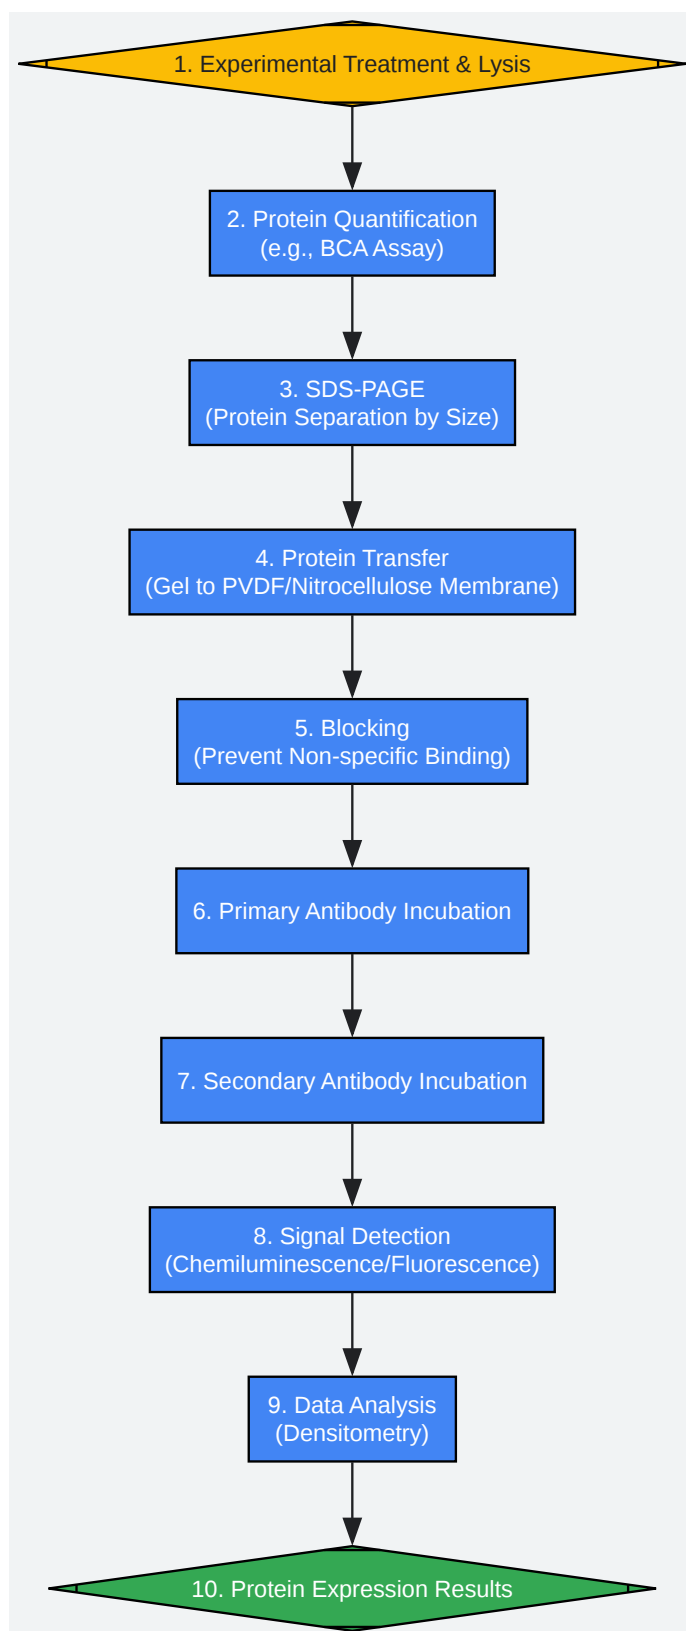 1. Experimental Treatment & Lysis
2. Protein Quantification
(e.g., BCA Assay)
3. SDS-PAGE
(Protein Separation by Size)
4. Protein Transfer
(Gel to PVDF/Nitrocellulose Membrane)
5. Blocking
(Prevent Non-specific Binding)
6. Primary Antibody Incubation
7. Secondary Antibody Incubation
8. Signal Detection
(Chemiluminescence/Fluorescence)
9. Data Analysis
(Densitometry)
10. Protein Expression Results